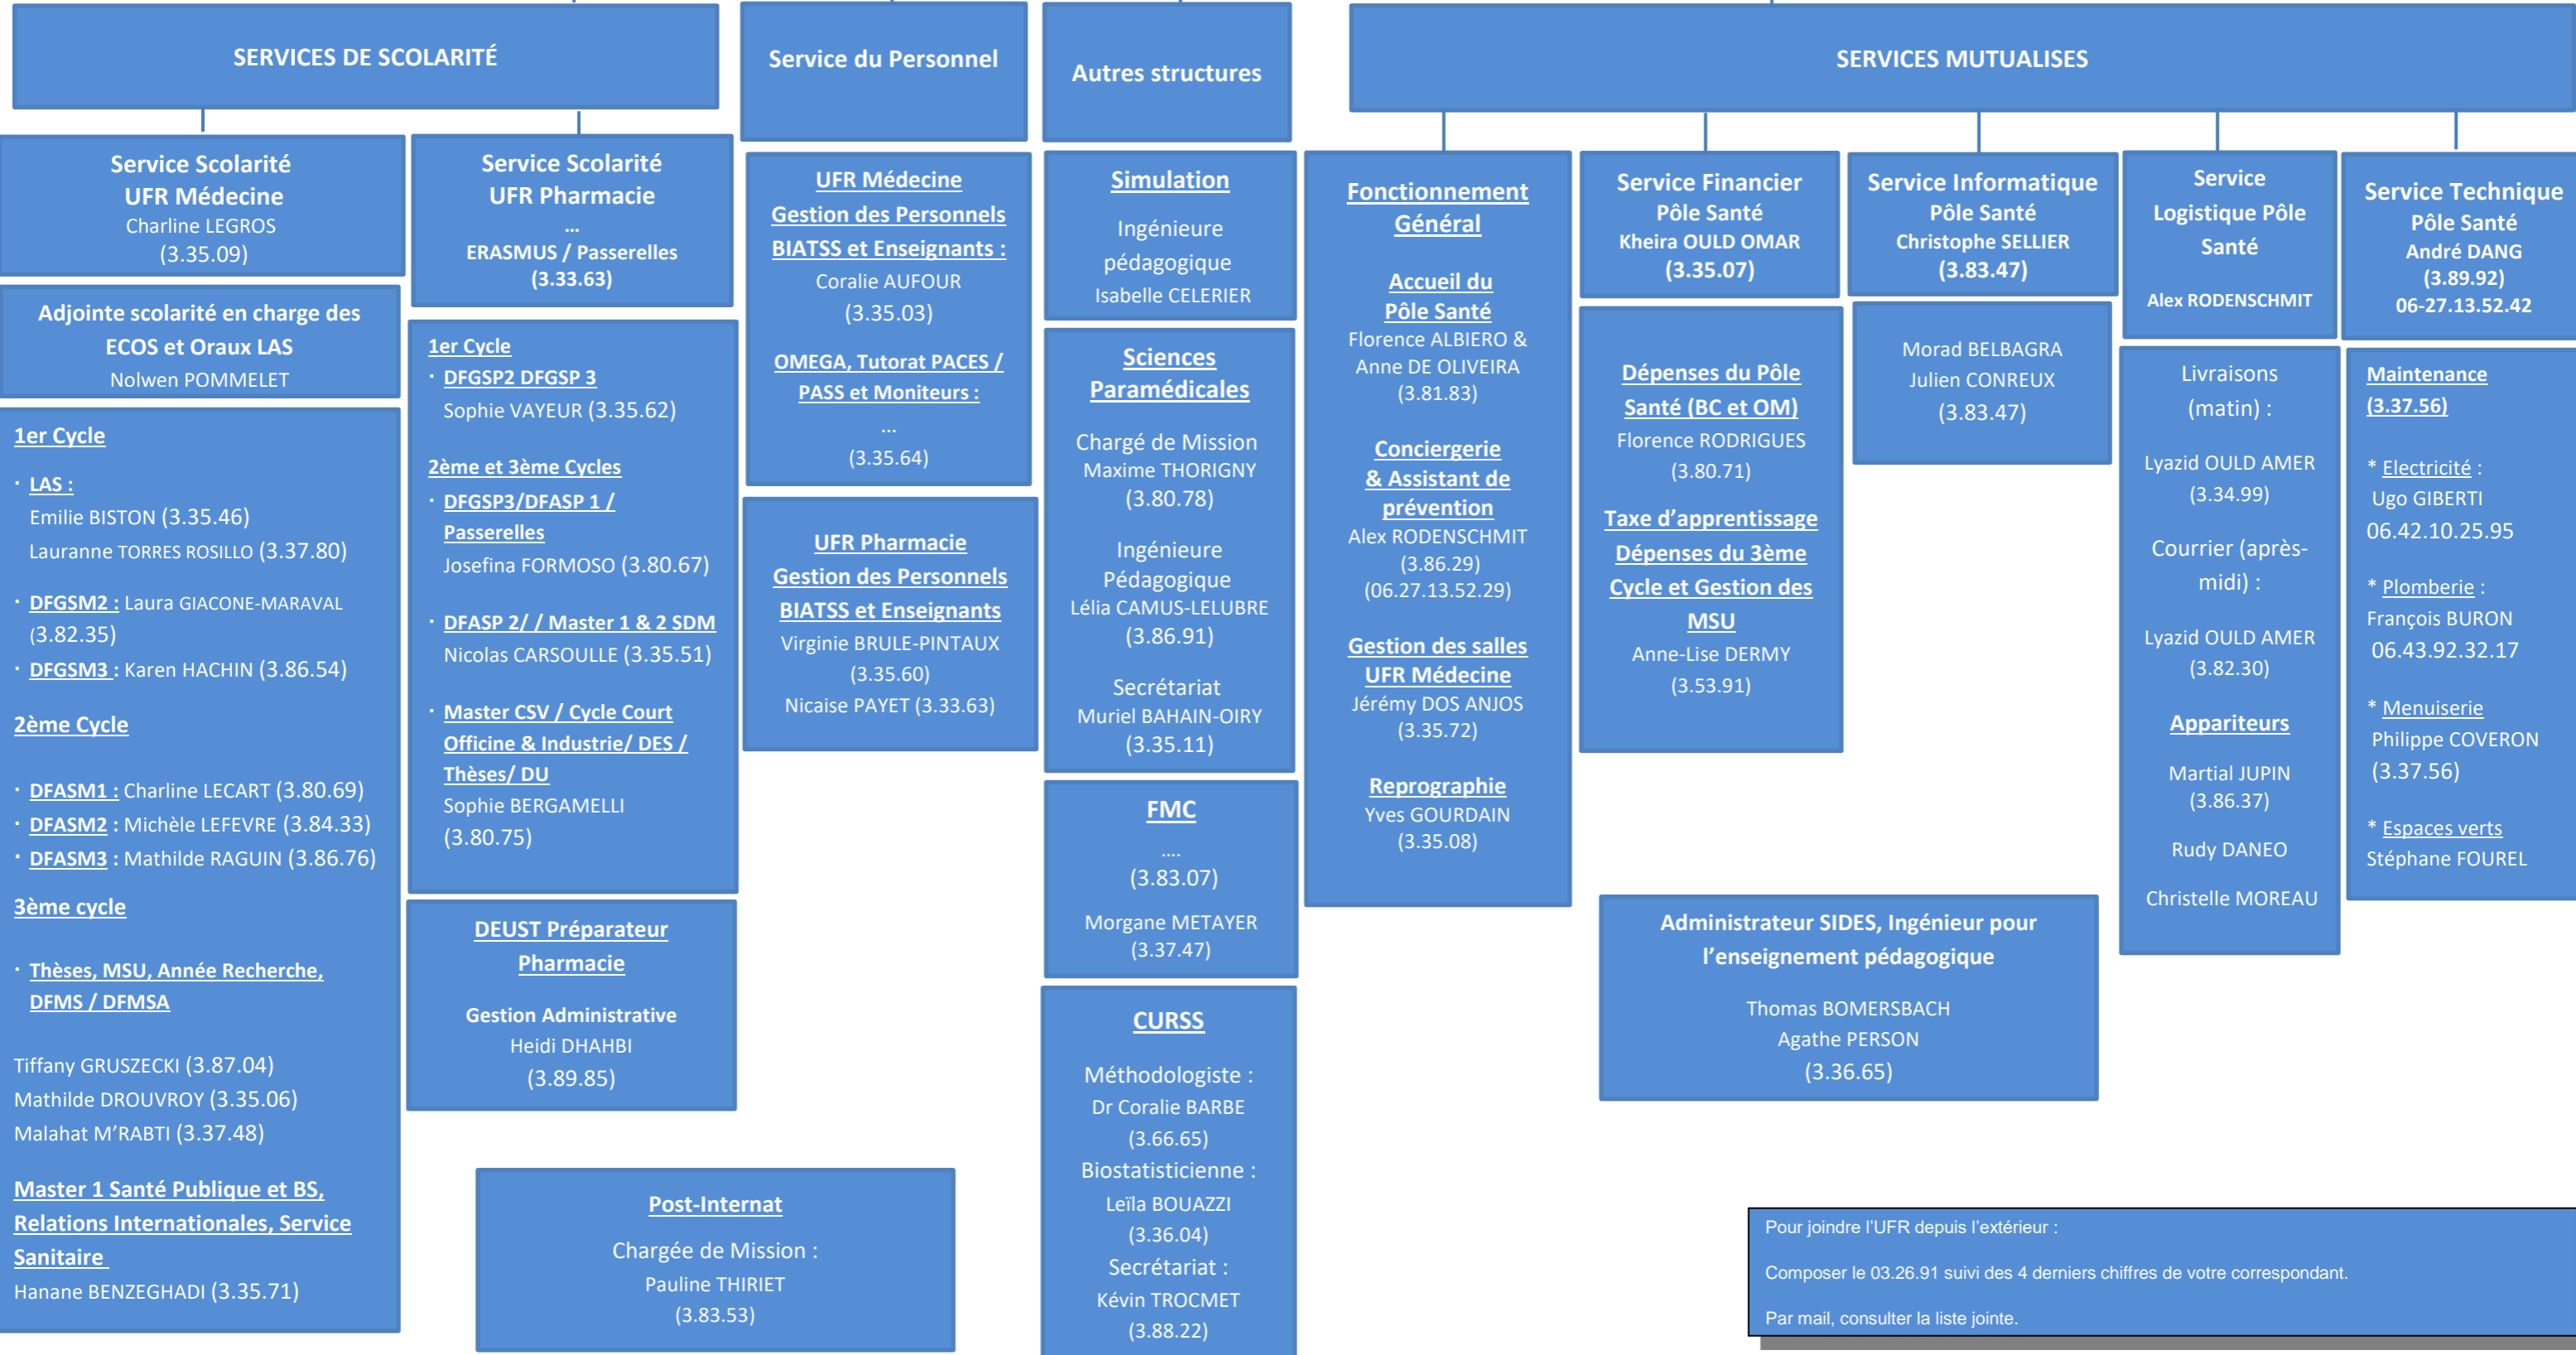 SERVICES DE SCOLARITÉ
Service Scolarité
UFR Médecine
Charline LEGROS
(3.35.09)
Adjointe scolarité en charge des
ECOS et Oraux LAS
Nolwen POMMELET
1er Cycle
· LAS :
Emilie BISTON (3.35.46)
Lauranne TORRES ROSILLO (3.37.80)
· DFGSM2 : Laura GIACONE-MARAVAL
(3.82.35)
· DFGSM3 : Karen HACHIN (3.86.54)
2ème Cycle
· DFASM1 : Charline LECART (3.80.69)
· DFASM2 : Michèle LEFEVRE (3.84.33)
· DFASM3 : Mathilde RAGUIN (3.86.76)
3ème cycle
· Thèses, MSU, Année Recherche,
DFMS / DFMSA
Tiffany GRUSZECKI (3.87.04)
Mathilde DROUVROY (3.35.06)
Malahat M’RABTI (3.37.48)
Master 1 Santé Publique et BS,
Relations Internationales, Service
Sanitaire
Hanane BENZEGHADI (3.35.71)
Service Scolarité
UFR Pharmacie
...
ERASMUS / Passerelles
(3.33.63)
1er Cycle
· DFGSP2 DFGSP 3
Sophie VAYEUR (3.35.62)
2ème et 3ème Cycles
· DFGSP3/DFASP 1 /
Passerelles
Josefina FORMOSO (3.80.67)
· DFASP 2/ / Master 1 & 2 SDM
Nicolas CARSOULLE (3.35.51)
· Master CSV / Cycle Court
Officine & Industrie/ DES /
Thèses/ DU
Sophie BERGAMELLI
(3.80.75)
DEUST Préparateur
Pharmacie
Gestion Administrative
Heidi DHAHBI
(3.89.85)
Post-Internat
Chargée de Mission :
Pauline THIRIET
(3.83.53)
Service du Personnel
UFR Médecine
Gestion des Personnels
BIATSS et Enseignants :
Coralie AUFOUR
(3.35.03)
OMEGA, Tutorat PACES /
PASS et Moniteurs :
...
(3.35.64)
UFR Pharmacie
Gestion des Personnels
BIATSS et Enseignants
Virginie BRULE-PINTAUX
(3.35.60)
Nicaise PAYET (3.33.63)
Autres structures
Simulation
Ingénieure
pédagogique
Isabelle CELERIER
Sciences
Paramédicales
Chargé de Mission
Maxime THORIGNY
(3.80.78)
Ingénieure
Pédagogique
Lélia CAMUS-LELUBRE
(3.86.91)
Secrétariat
Muriel BAHAIN-OIRY
(3.35.11)
FMC
....
(3.83.07)
Morgane METAYER
(3.37.47)
CURSS
Méthodologiste :
Dr Coralie BARBE
(3.66.65)
Biostatisticienne :
Leïla BOUAZZI
(3.36.04)
Secrétariat :
Kévin TROCMET
(3.88.22)
SERVICES MUTUALISES
Fonctionnement
Général
Accueil du
Pôle Santé
Florence ALBIERO &
Anne DE OLIVEIRA
(3.81.83)
Conciergerie
& Assistant de
prévention
Alex RODENSCHMIT
(3.86.29)
(06.27.13.52.29)
Gestion des salles
UFR Médecine
Jérémy DOS ANJOS
(3.35.72)
Reprographie
Yves GOURDAIN
(3.35.08)
Service Financier
Pôle Santé
Kheira OULD OMAR
(3.35.07)
Dépenses du Pôle
Santé (BC et OM)
Florence RODRIGUES
(3.80.71)
Taxe d’apprentissage
Dépenses du 3ème
Cycle et Gestion des
MSU
Anne-Lise DERMY
(3.53.91)
Service Informatique
Pôle Santé
Christophe SELLIER
(3.83.47)
Morad BELBAGRA
Julien CONREUX
(3.83.47)
Administrateur SIDES, Ingénieur pour
l’enseignement pédagogique
Thomas BOMERSBACH
Agathe PERSON
(3.36.65)
Service
Logistique Pôle
Santé
Alex RODENSCHMIT
Livraisons
(matin) :
Lyazid OULD AMER
(3.34.99)
Courrier (après-
midi) :
Lyazid OULD AMER
(3.82.30)
Appariteurs
Martial JUPIN
(3.86.37)
Rudy DANEO
Christelle MOREAU
Service Technique
Pôle Santé
André DANG
(3.89.92)
06-27.13.52.42
Maintenance
(3.37.56)
* Electricité :
Ugo GIBERTI
06.42.10.25.95
* Plomberie :
François BURON
06.43.92.32.17
* Menuiserie
Philippe COVERON
(3.37.56)
* Espaces verts
Stéphane FOUREL
Pour joindre l’UFR depuis l’extérieur :
Composer le 03.26.91 suivi des 4 derniers chiffres de votre correspondant.
Par mail, consulter la liste jointe.